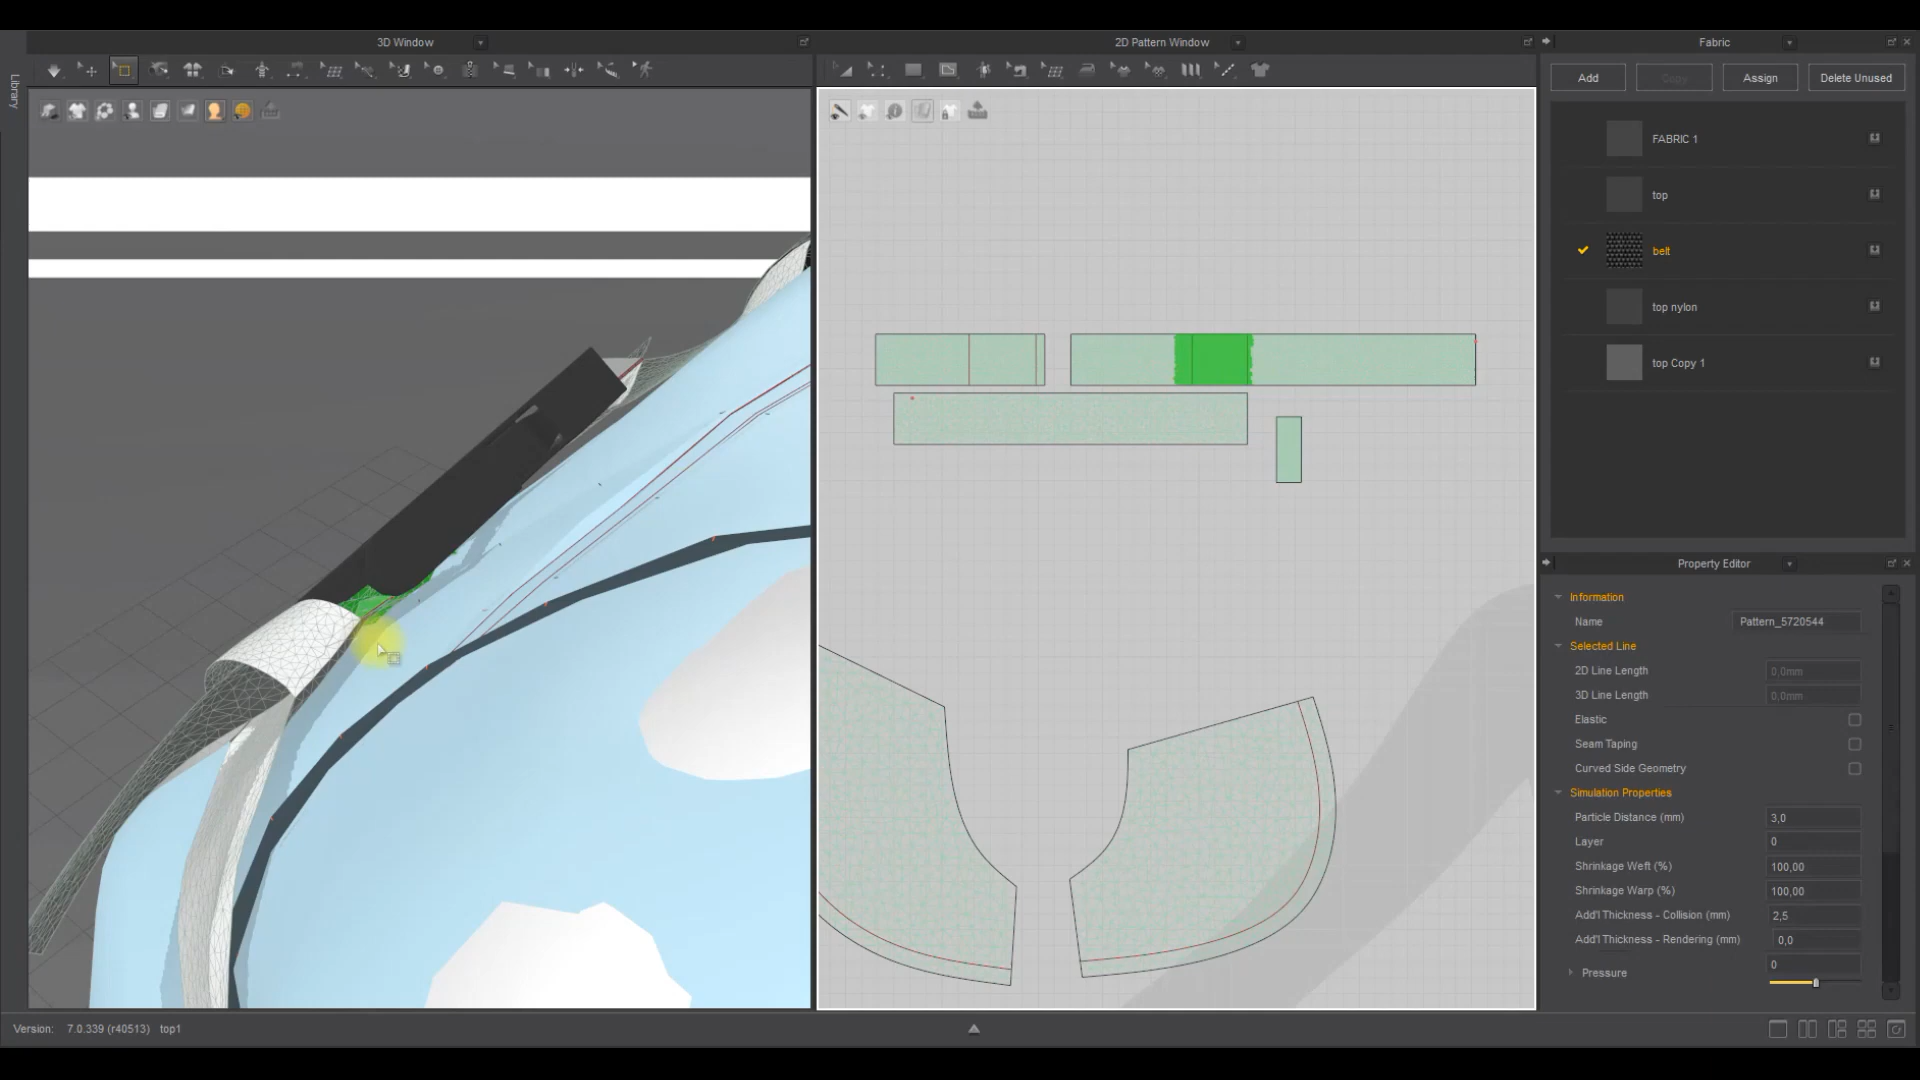 3D Window
2D Pattern Window
Fabric
Library
Add
Copy
Assign
Delete Unused
FABRIC 1
top
belt
top nylon
top Copy 1
Property Editor
Information
Name
Pattern_5720544
Selected Line
2D Line Length
0,0mm
3D Line Length
0,0mm
Elastic
Seam Taping
Curved Side Geometry
Simulation Properties
Particle Distance (mm)
3,0
Layer
0
Shrinkage Weft (%)
100,00
Shrinkage Warp (%)
100,00
Add'l Thickness - Collision (mm)
2,5
Add'l Thickness - Rendering (mm)
0,0
Pressure
0
Version: 7.0.339 (r40513) top1